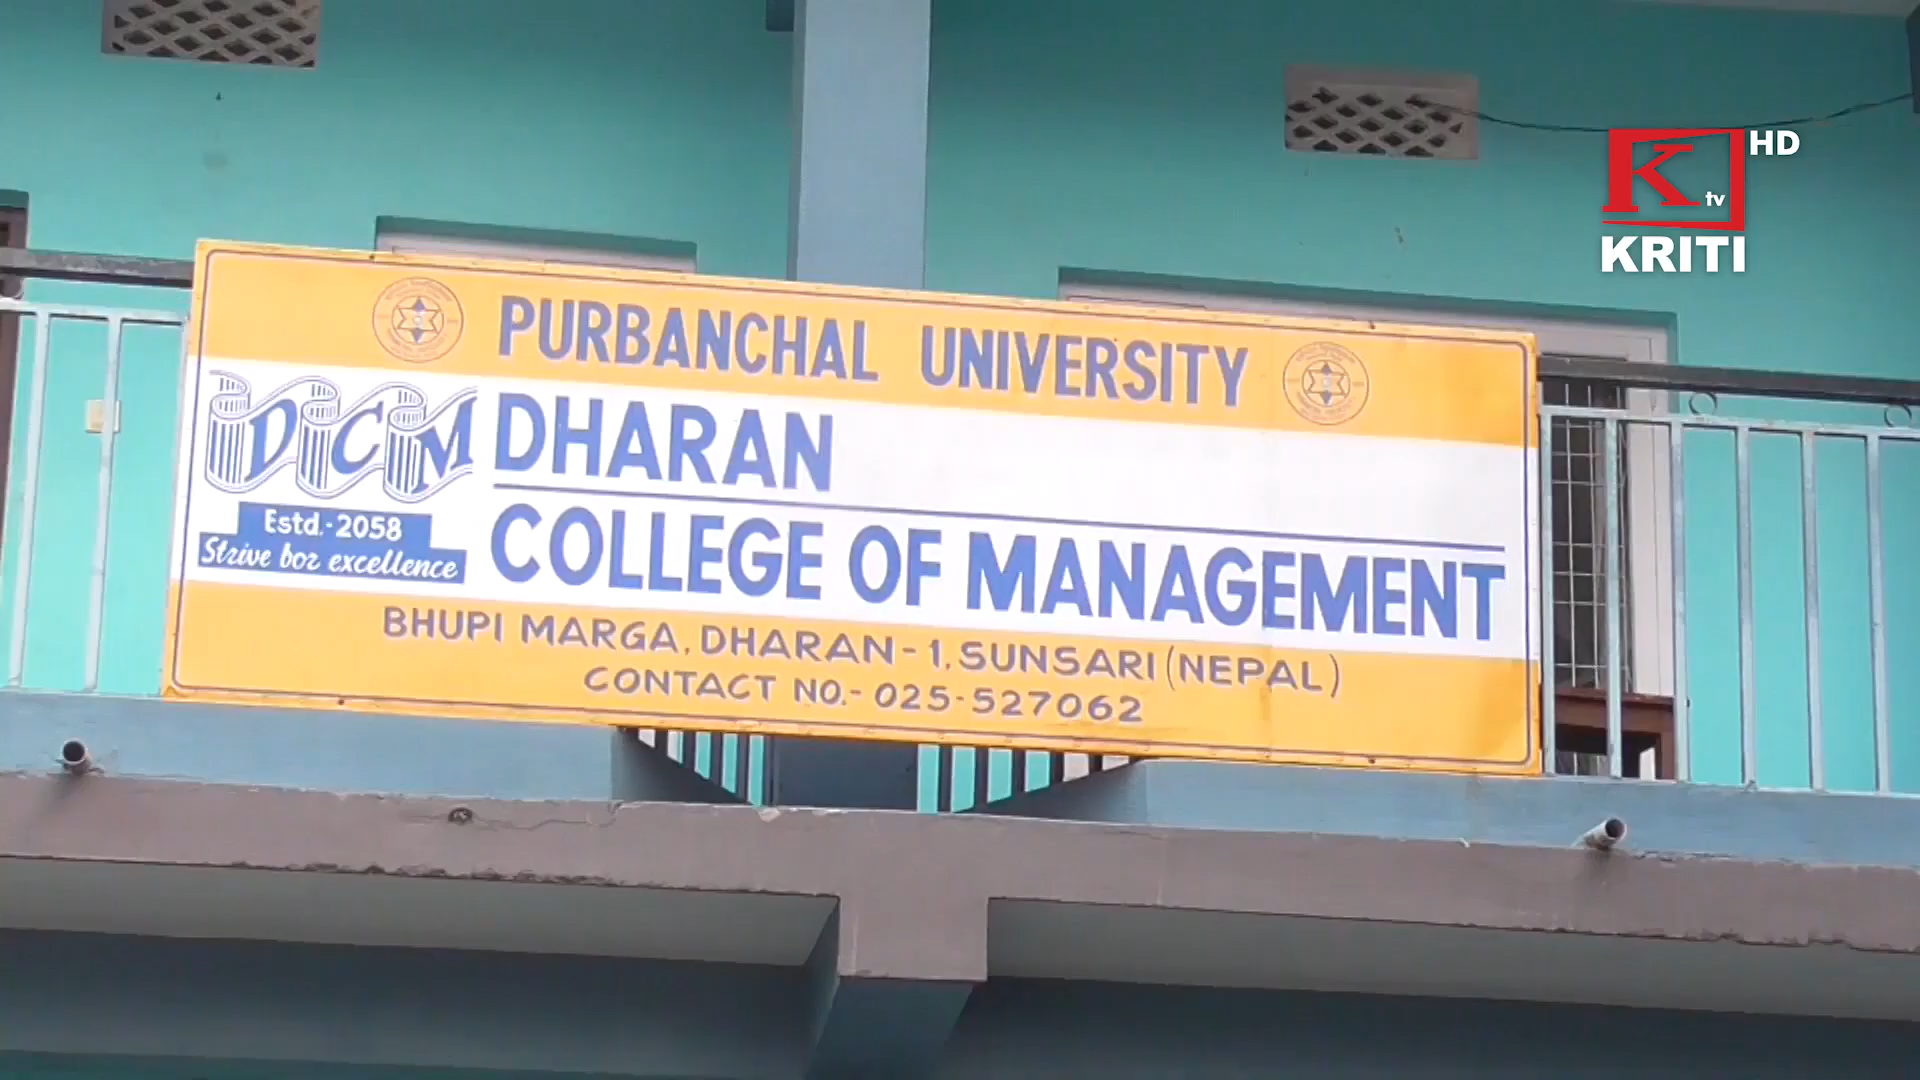 PURBANCHAL UNIVERSITY
DCM
DHARAN
COLLEGE OF MANAGEMENT
Estd.-2058
Strive for excellence
BHUPI MARGA, DHARAN-1, SUNSARI (NEPAL)
CONTACT NO.- 025-527062
K tv HD
KRITI